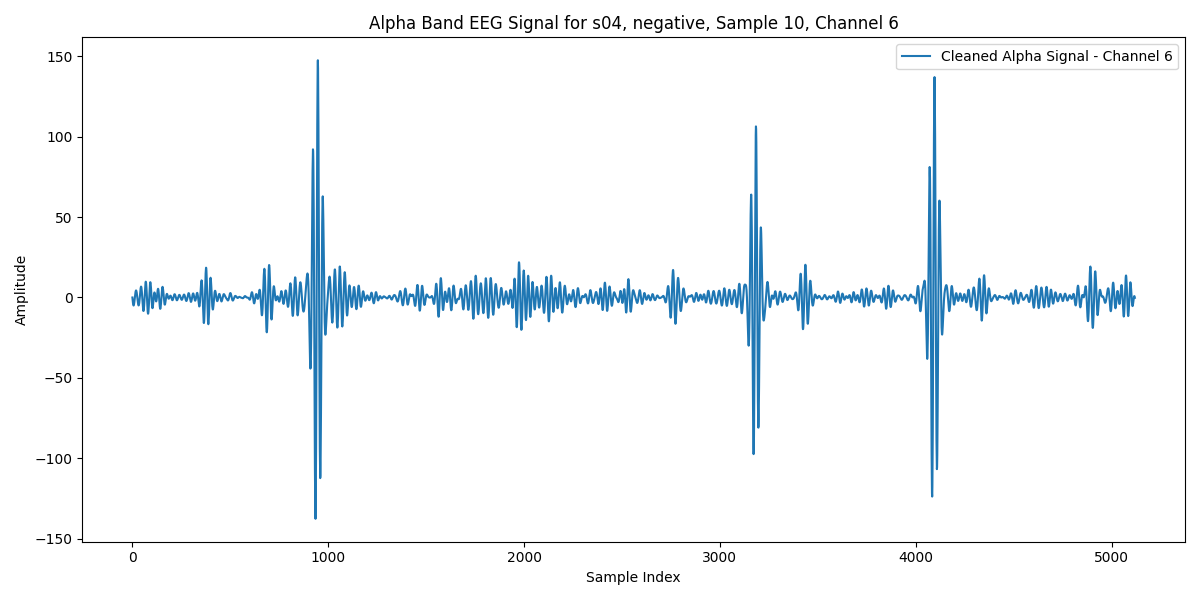 Alpha Band EEG Signal for s04, negative, Sample 10, Channel 6
Cleaned Alpha Signal - Channel 6
150
100
50
0
−50
−100
−150
Amplitude
0 1000 2000 3000 4000 5000
Sample Index